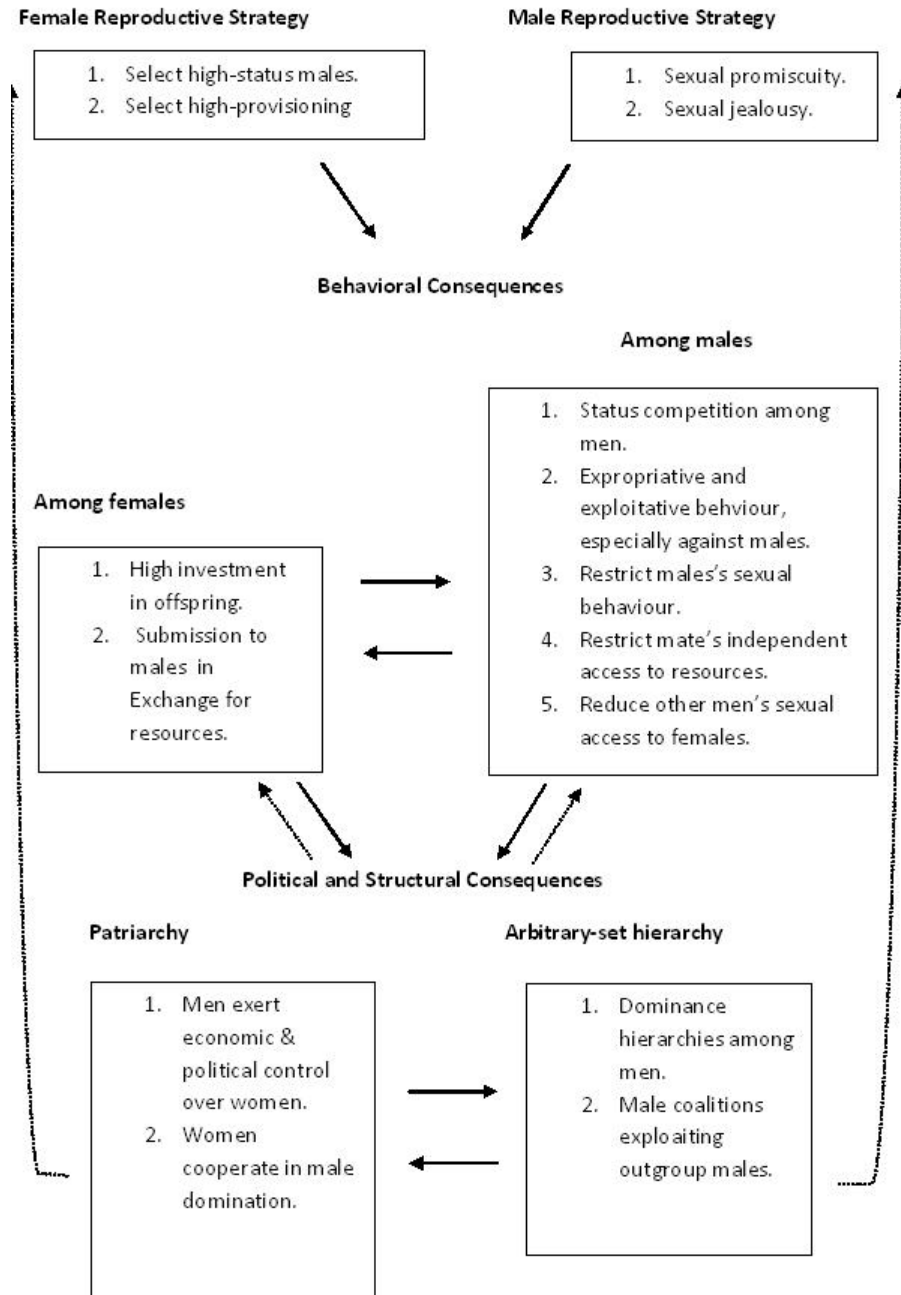 Female Reproductive Strategy
Male Reproductive Strategy
1. Select high-status males.
2. Select high-provisioning
1. Sexual promiscuity.
2. Sexual jealousy.
Behavioral Consequences
Among males
1. Status competition among
men.
2. Expropriative and
exploitative behviour,
especially against males.
3. Restrict males's sexual
behaviour.
4. Restrict mate's independent
access to resources.
5. Reduce other men's sexual
access to females.
Among females
1. High investment
in offspring.
2. Submission to
males in
Exchange for
resources.
Political and Structural Consequences
Patriarchy
Arbitrary-set hierarchy
1. Men exert
economic &
political control
over women.
2. Women
cooperate in male
domination.
1. Dominance
hierarchies among
men.
2. Male coalitions
exploaiting
outgroup males.